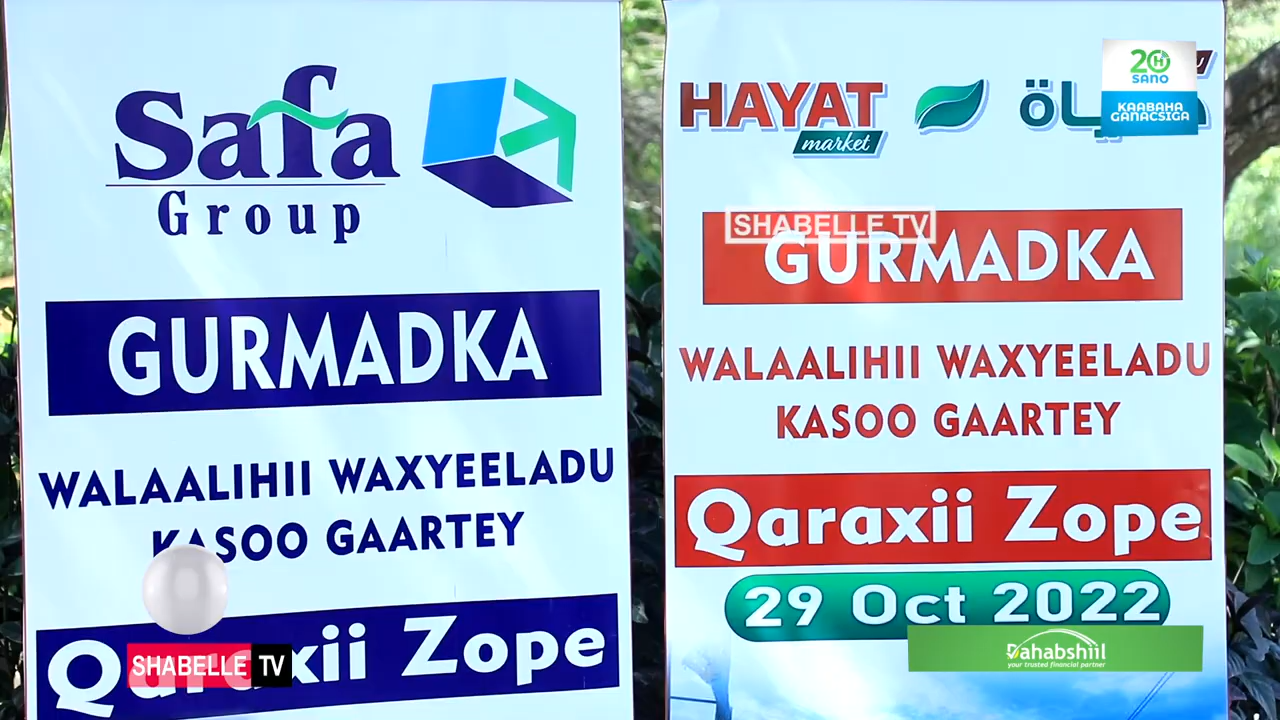 Safa
Group
GURMADKA
WALAALIHII WAXYEELADU
KASOO GAARTEY
Qaraxii Zope
SHABELLE TV
HAYAT
market
20
SANO
KAABAHA
GANACSIGA
SHABELLE TV
GURMADKA
WALAALIHII WAXYEELADU
KASOO GAARTEY
Qaraxii Zope
29 Oct 2022
Dahabshiil
your trusted financial partner